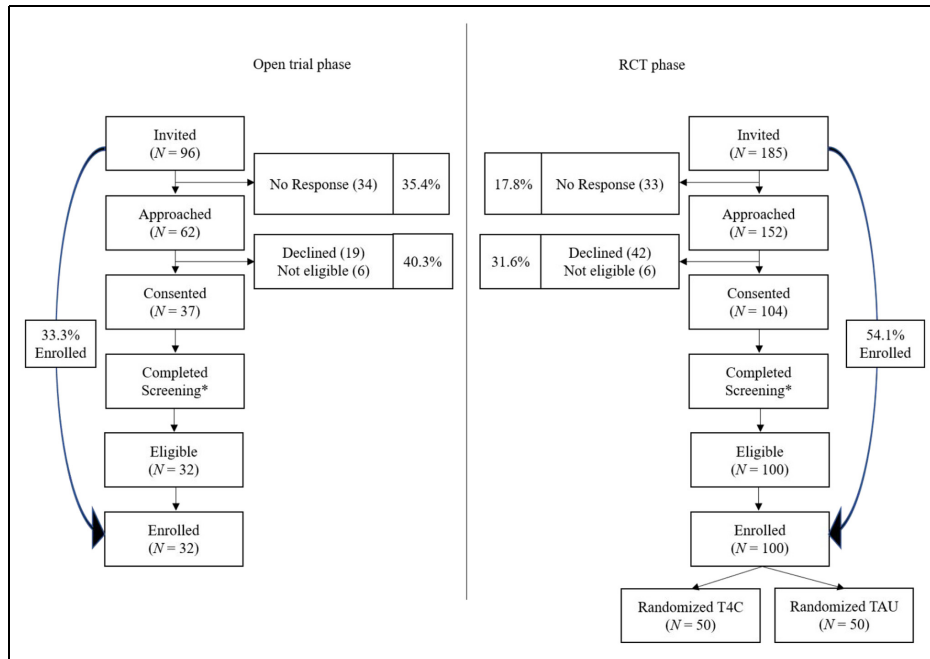 Open trial phase
Invited
(N = 96)
No Response (34)
35.4%
Approached
(N = 62)
Declined (19)
Not eligible (6)
40.3%
Consented
(N = 37)
33.3%
Enrolled
Completed
Screening*
Eligible
(N = 32)
Enrolled
(N = 32)
RCT phase
Invited
(N = 185)
17.8%
No Response (33)
Approached
(N = 152)
31.6%
Declined (42)
Not eligible (6)
Consented
(N = 104)
54.1%
Enrolled
Completed
Screening*
Eligible
(N = 100)
Enrolled
(N = 100)
Randomized T4C
(N = 50)
Randomized TAU
(N = 50)